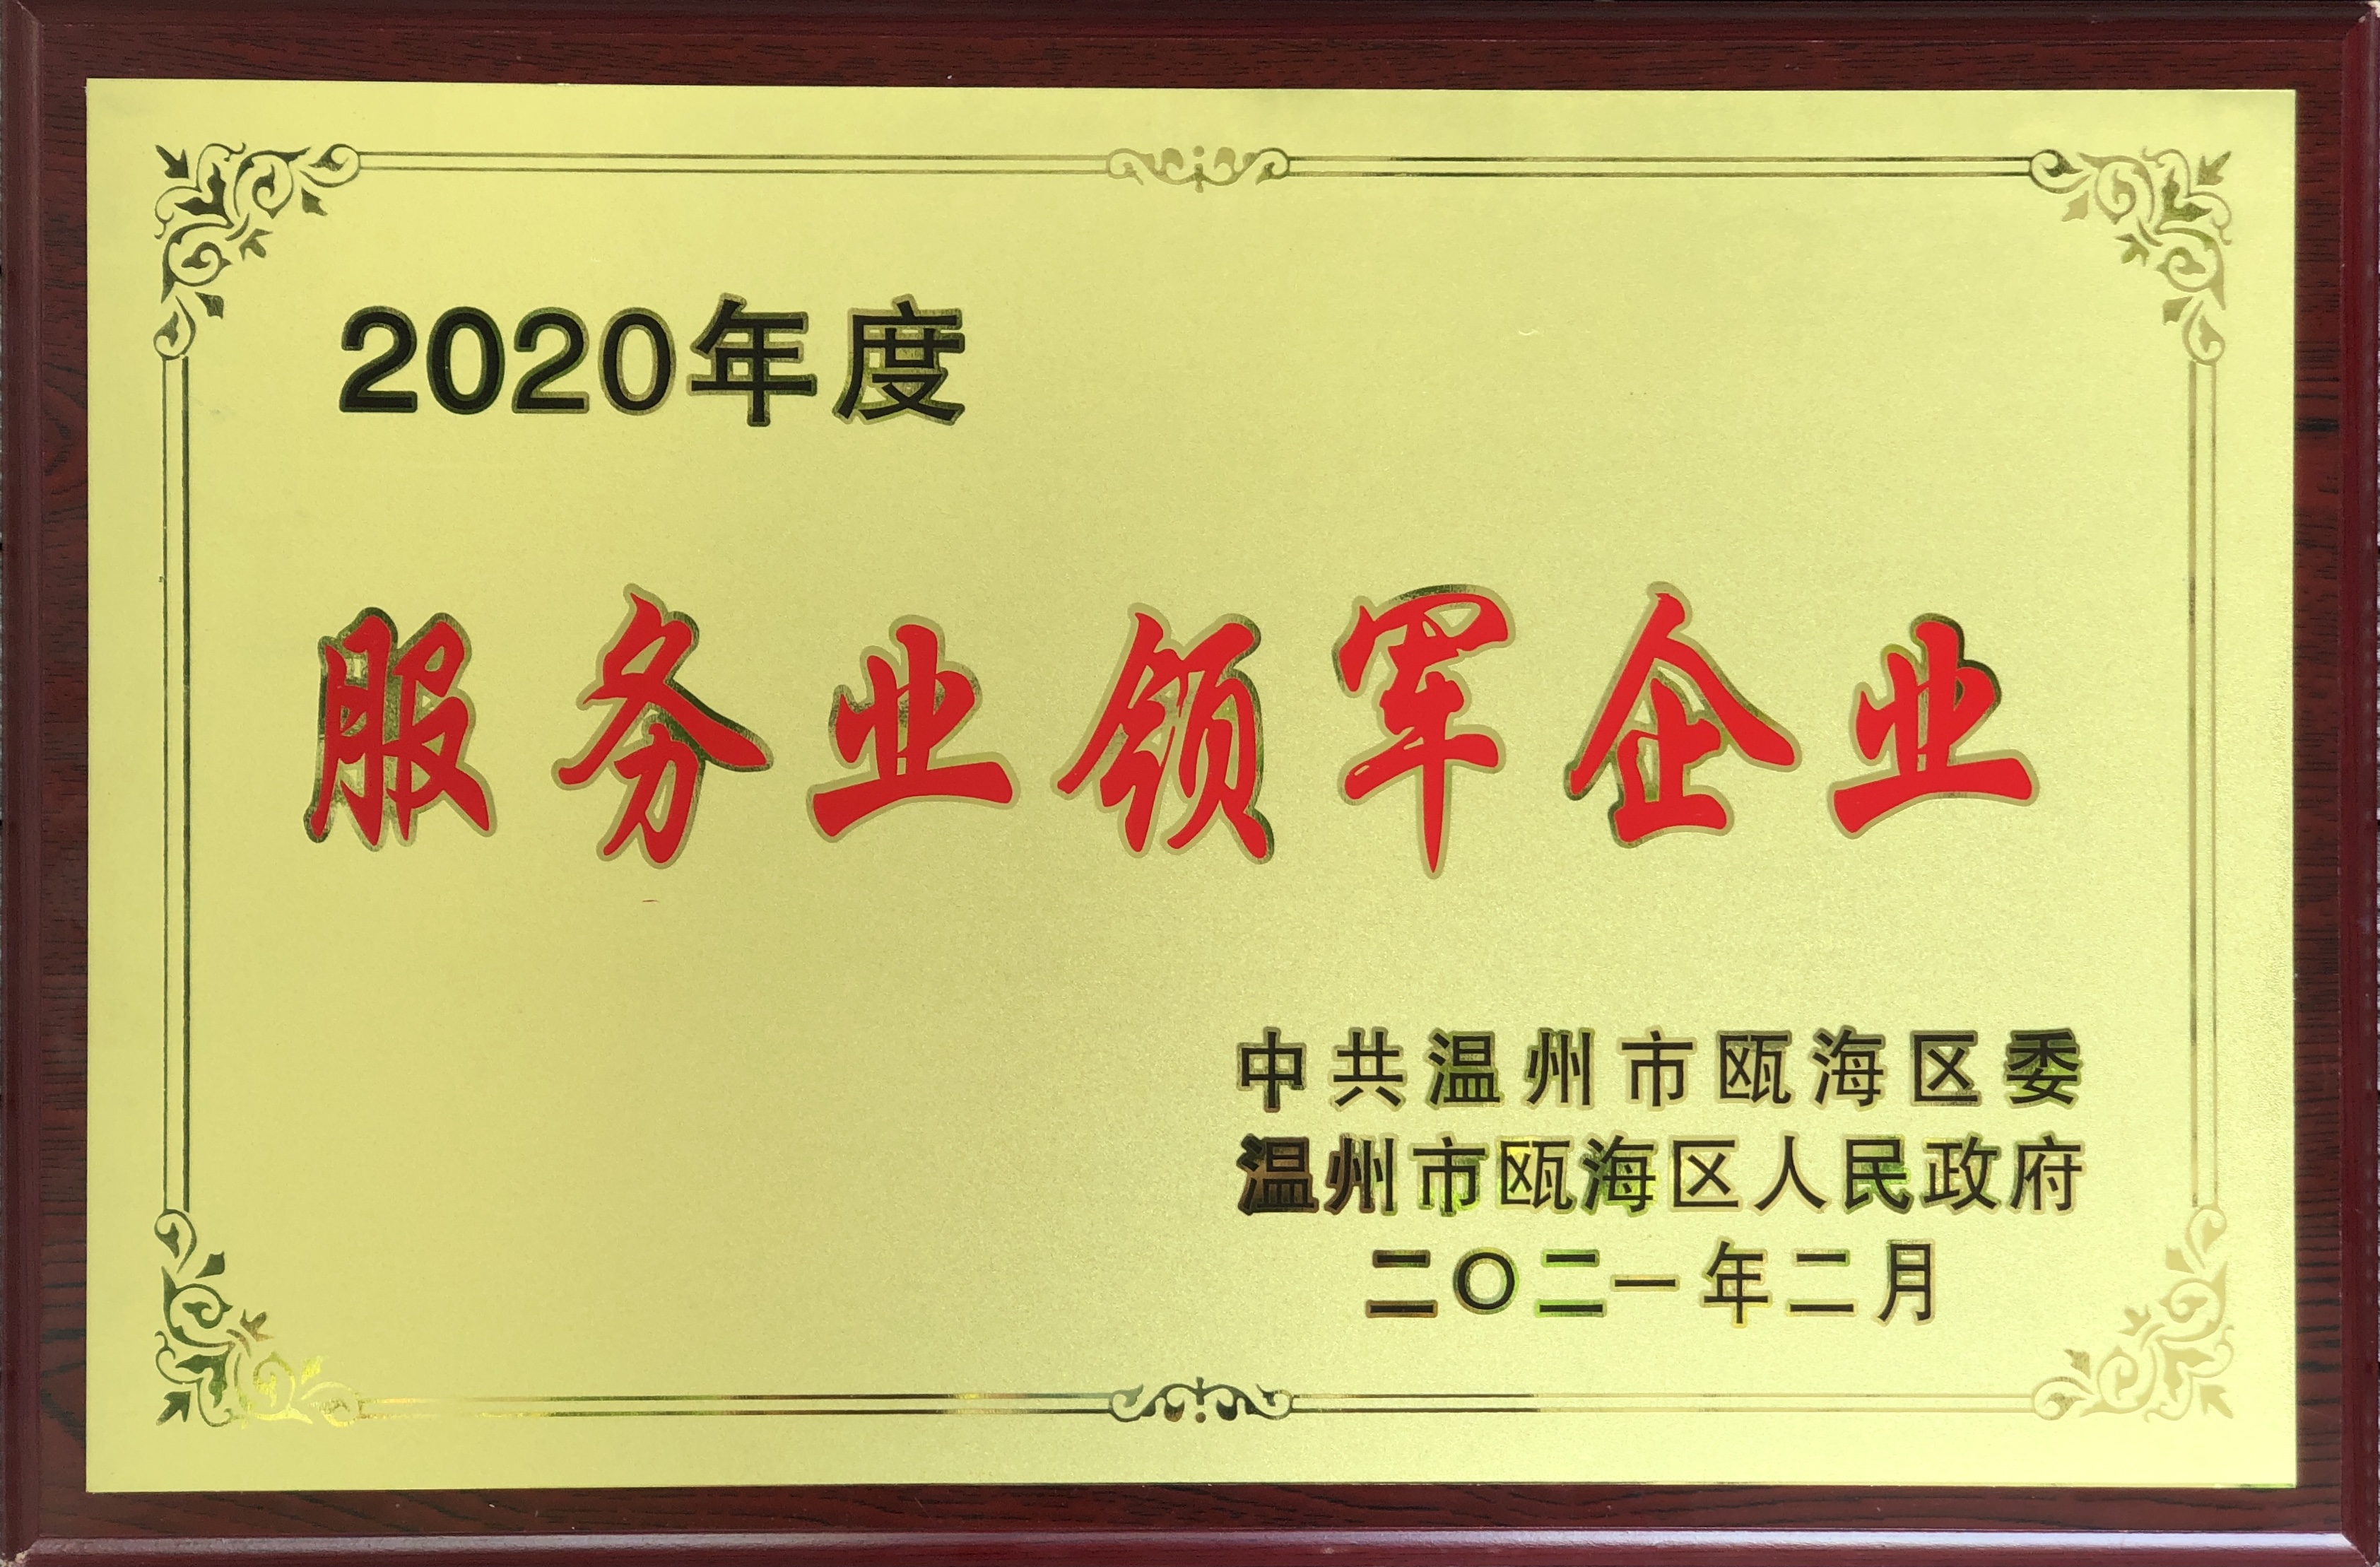 2020年度
服务业领军企业
中共温州市瓯海区委
温州市瓯海区人民政府
二〇二一年二月